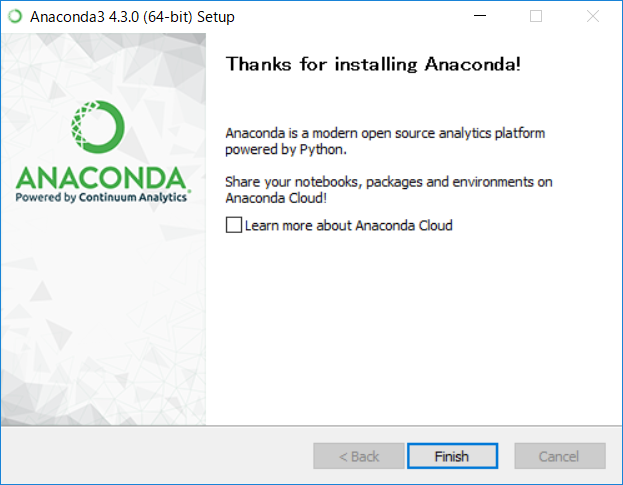 Anaconda3 4.3.0 (64-bit) Setup
Thanks for installing Anaconda!
ANACONDA®
Powered by Continuum Analytics
Anaconda is a modern open source analytics platform
powered by Python.
Share your notebooks, packages and environments on
Anaconda Cloud!
Learn more about Anaconda Cloud
< Back
Finish
Cancel